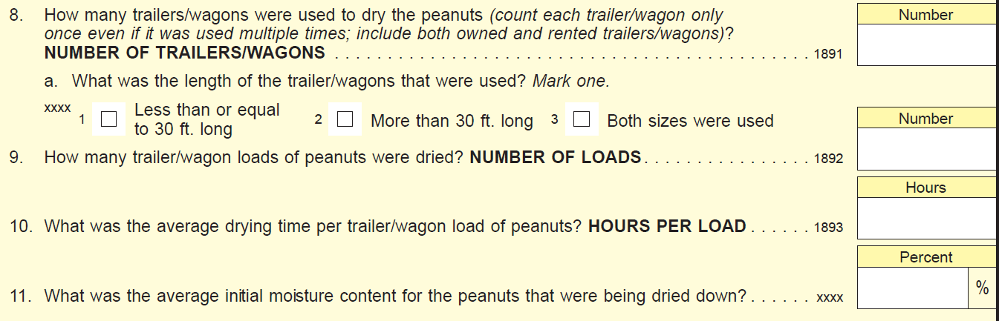 8. How many trailers/wagons were used to dry the peanuts (count each trailer/wagon only
Number
once even if it was used multiple times; include both owned and rented trailers/wagons)?
NUMBER OF TRAILERS/WAGONS . . . . . . . . . . . . . . . . . . . . . . . . . . . . . . . . . . . . . . . . . . . . . 1891
a. What was the length of the trailer/wagons that were used? Mark one.
xxxx 1 Less than or equal
to 30 ft. long
2 More than 30 ft. long 3 Both sizes were used
Number
9. How many trailer/wagon loads of peanuts were dried? NUMBER OF LOADS. . . . . . . . . . . . . . . . 1892
Hours
10. What was the average drying time per trailer/wagon load of peanuts? HOURS PER LOAD . . . . . . 1893
Percent
11. What was the average initial moisture content for the peanuts that were being dried down? . . . . . . xxxx
%